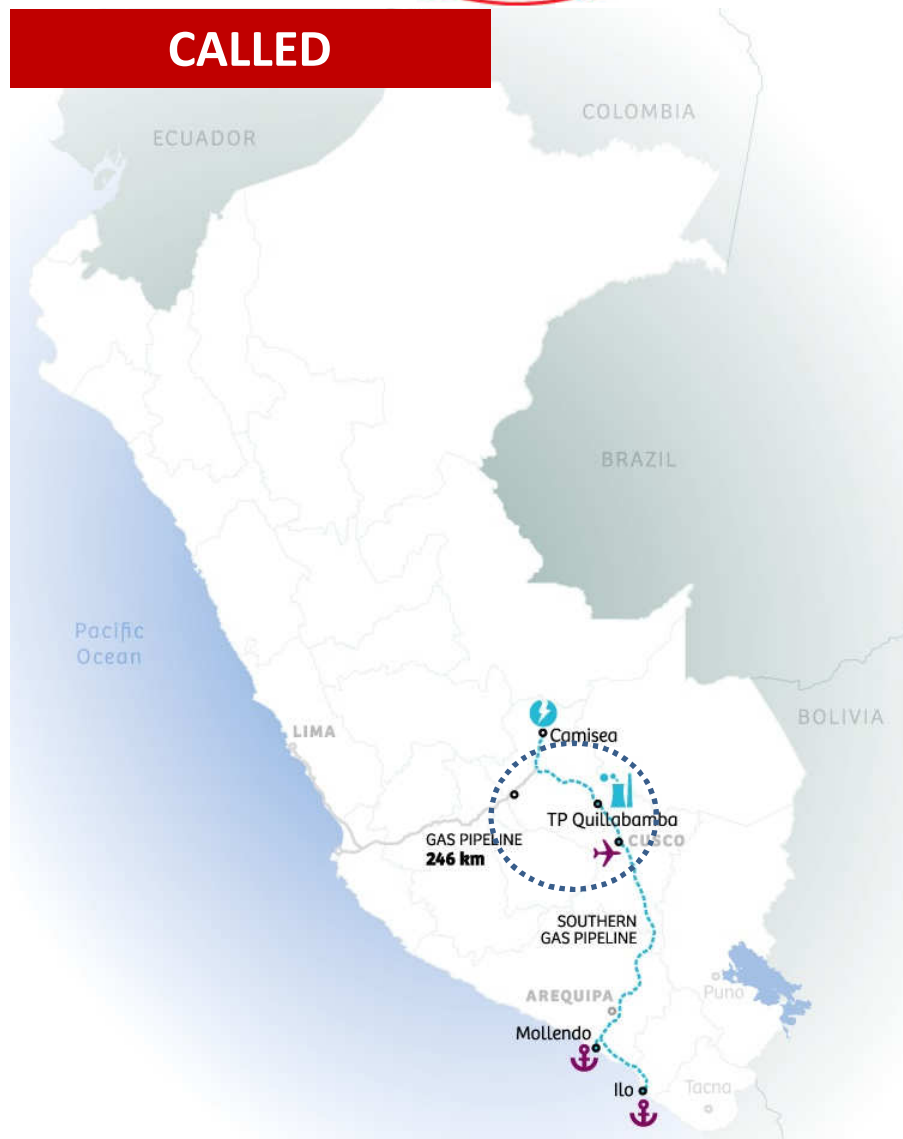 CALLED
COLOMBIA
ECUADOR
BRAZIL
Pacific
Ocean
BOLIVIA
LIMA
Camisea
TP Quillabamba
GAS PIPELINE
246 km
CUSCO
SOUTHERN
GAS PIPELINE
AREQUIPA
Puno
Mollendo
Ilo
Tacna